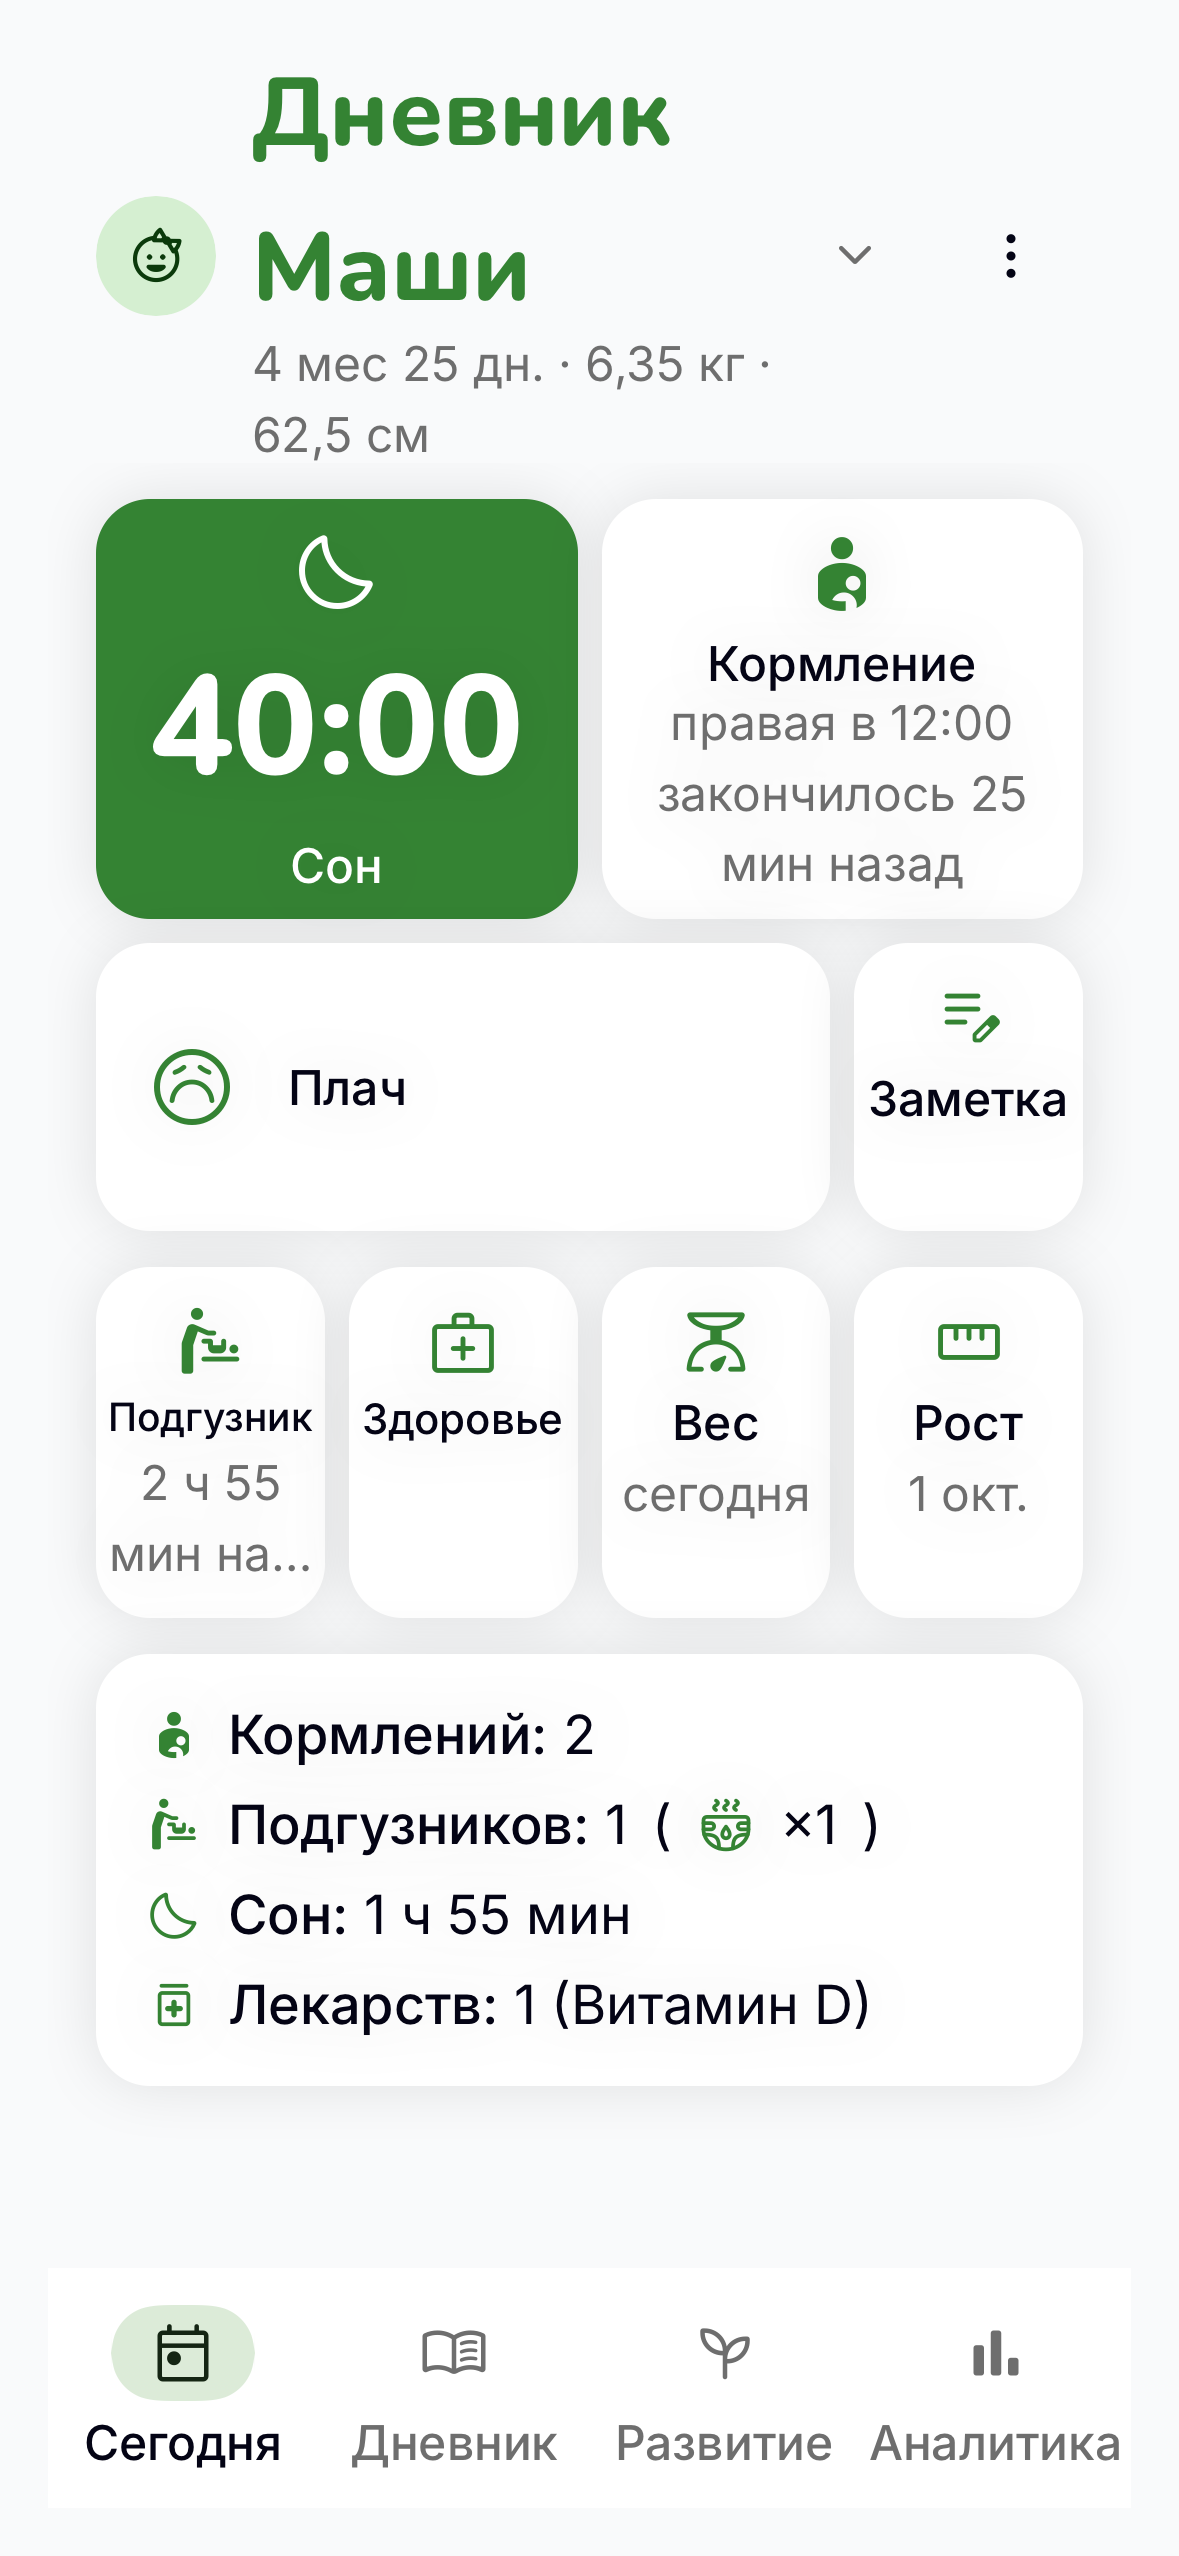 Дневник
Маши
4 мес 25 дн. · 6,35 кг ·
62,5 см
40:00
Сон
Кормление
правая в 12:00
закончилось 25
мин назад
Плач
Заметка
Подгузник
2 ч 55
мин на...
Здоровье
Вес
сегодня
Рост
1 окт.
Кормлений: 2
Подгузников: 1 ( ×1 )
Сон: 1 ч 55 мин
Лекарств: 1 (Витамин D)
Сегодня
Дневник
Развитие
Аналитика